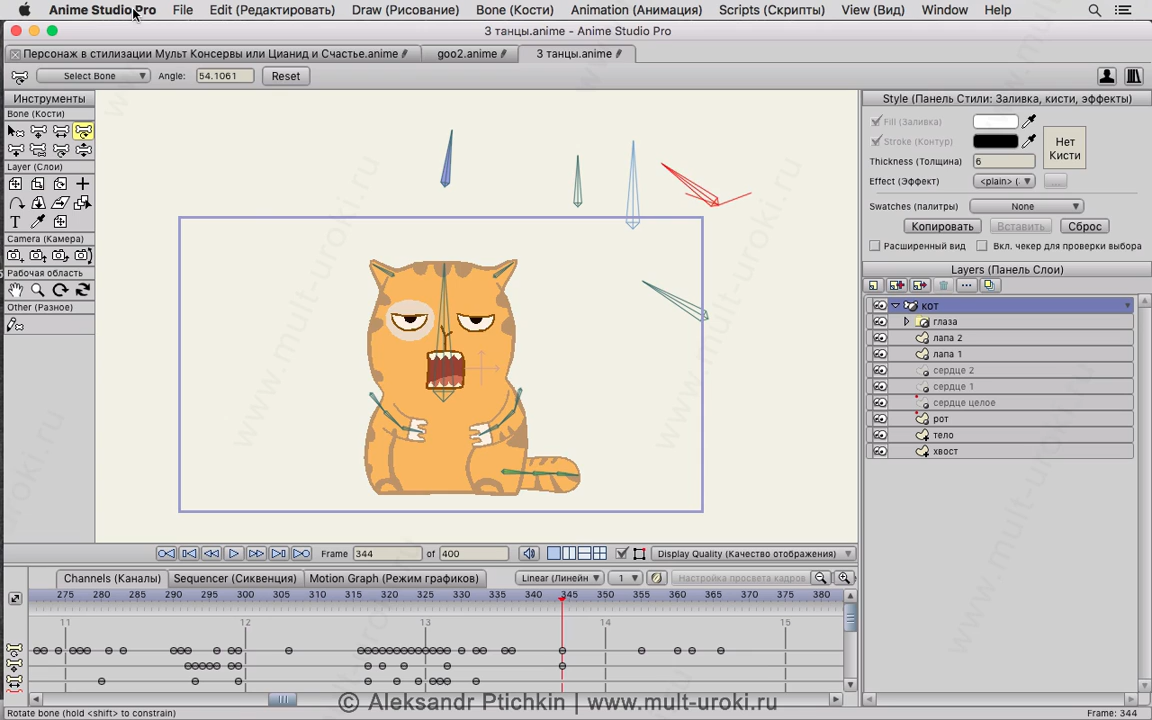 Anime Studio Pro File Edit (Редактировать) Draw (Рисование) Bone (Кости) Animation (Анимация) Scripts (Скрипты) View (Вид) Window Help
3 танцы.anime - Anime Studio Pro
Персонаж в стилизации Мульт Консервы или Цианид и Счастье.anime goo2.anime 3 танцы.anime
Select Bone Angle: 54.1061 Reset
Инструменты
Bone (Кости)
Layer (Слои)
Camera (Камера)
Рабочая область
Other (Разное)
Style (Панель Стили: Заливка, кисти, эффекты)
Fill (Заливка)
Stroke (Контур)
Нет Кисти
Thickness (Толщина) 6
Effect (Эффект) <plain> (
Swatches (палитры) None
Копировать Вставить Сброс
Расширенный вид Вкл. чекер для проверки выбора
Layers (Панель Слои)
кот
глаза
лапа 2
лапа 1
сердце 2
сердце 1
сердце целое
рот
тело
хвост
Frame 344 of 400 Display Quality (Качество отображения)
Channels (Каналы) Sequencer (Сиквенция) Motion Graph (Режим графиков) Linear (Линейн 1 Настройка просвета кадров
275 280 285 290 295 300 305 310 315 320 325 330 335 340 345 350 355 360 365 370 375 380
11 12 13 14 15
© Aleksandr Ptichkin | www.mult-uroki.ru
Rotate bone (hold <shift> to constrain) Frame: 344
www.mult-uroki.ru
www.mult-uroki.ru